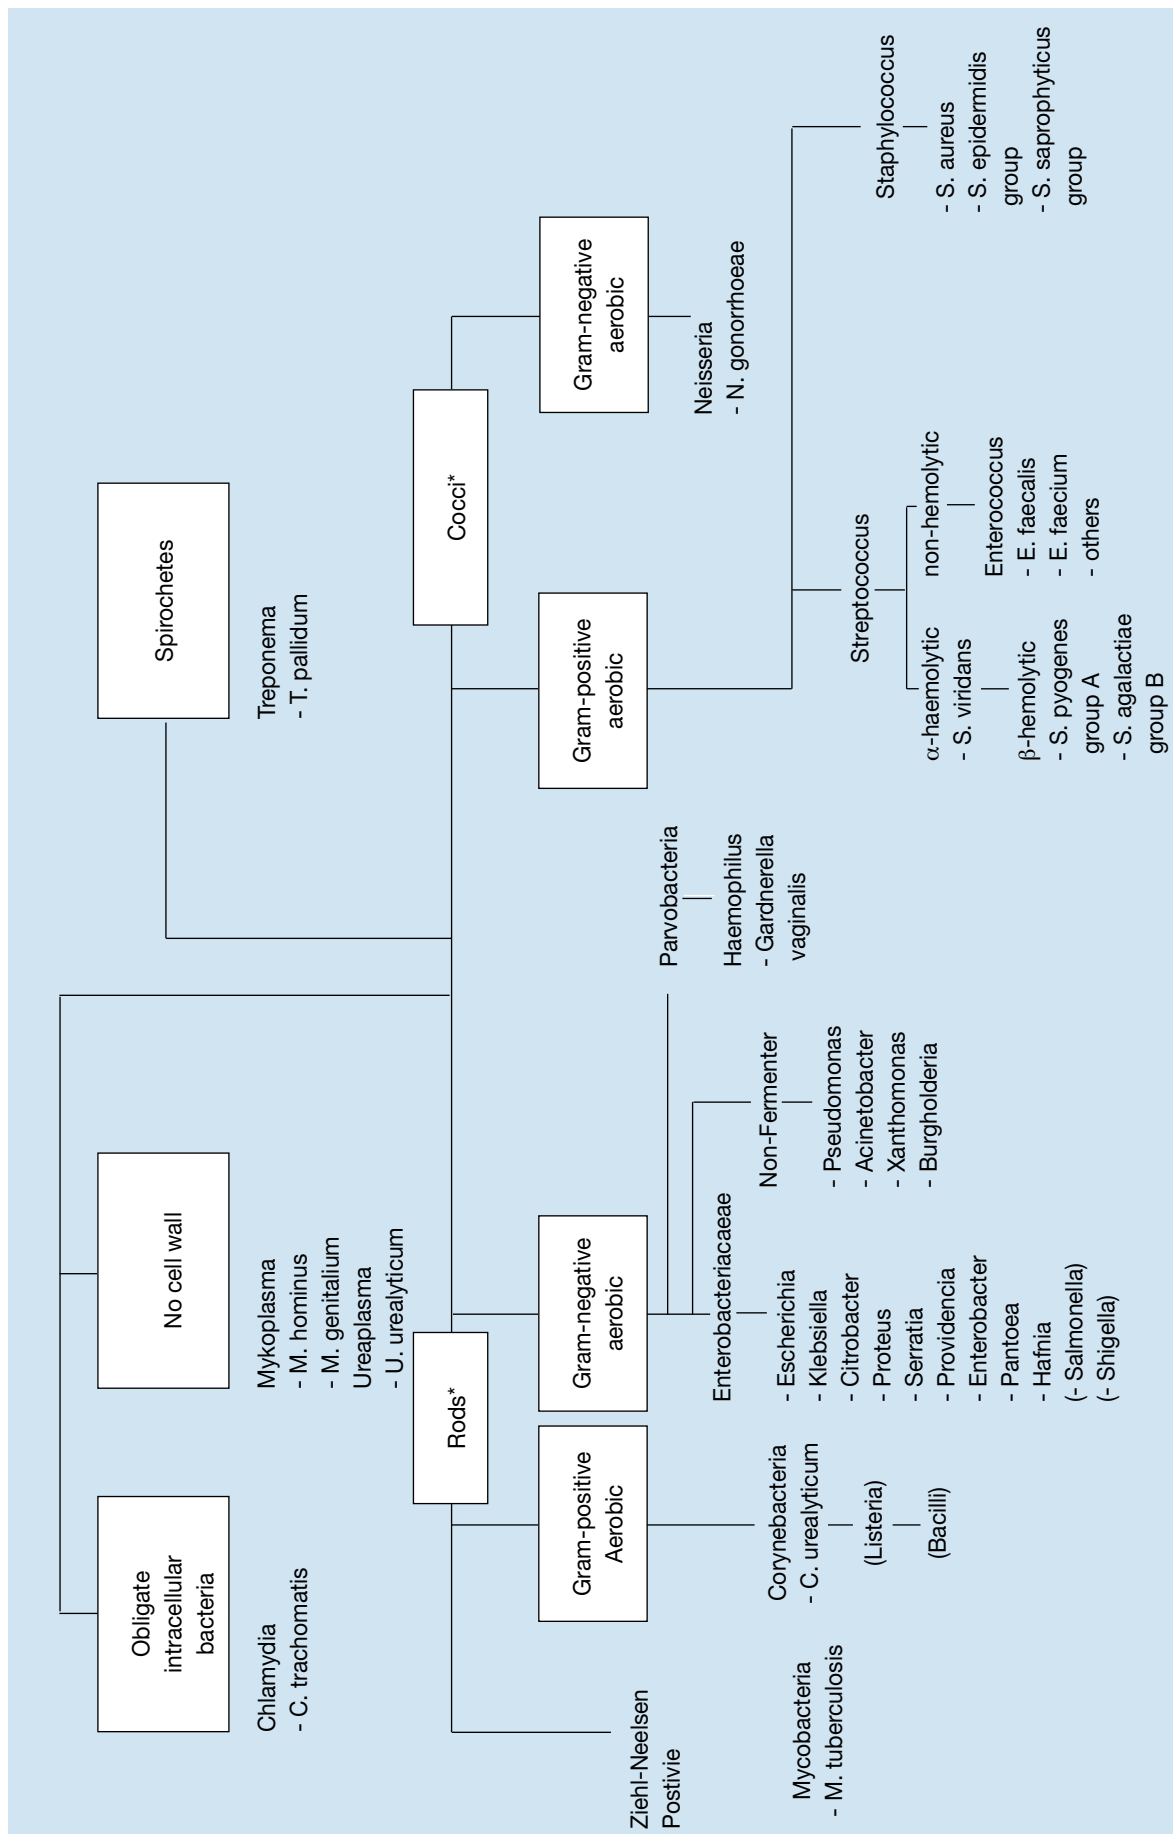 Obligate
intracellular
bacteria
Chlamydia
- C. trachomatis
No cell wall
Mykoplasma
- M. hominus
- M. genitalium
Ureaplasma
- U. urealyticum
Spirochetes
Treponema
- T. pallidum
Rods*
Cocci*
Ziehl-Neelsen
Postivie
Mycobacteria
- M. tuberculosis
Gram-positive
Aerobic
Corynebacteria
- C. urealyticum
(Listeria)
(Bacilli)
Gram-negative
aerobic
Enterobacteriacaeae
- Escherichia
- Klebsiella
- Citrobacter
- Proteus
- Serratia
- Providencia
- Enterobacter
- Pantoea
- Hafnia
(- Salmonella)
(- Shigella)
Non-Fermenter
- Pseudomonas
- Acinetobacter
- Xanthomonas
- Burgholderia
Parvobacteria
Haemophilus
- Gardnerella
vaginalis
Gram-positive
aerobic
Streptococcus
α-haemolytic
- S. viridans
β-hemolytic
- S. pyogenes
group A
- S. agalactiae
group B
non-hemolytic
Enterococcus
- E. faecalis
- E. faecium
- others
Gram-negative
aerobic
Neisseria
- N. gonorrhoeae
Staphylococcus
- S. aureus
- S. epidermidis
group
- S. saprophyticus
group